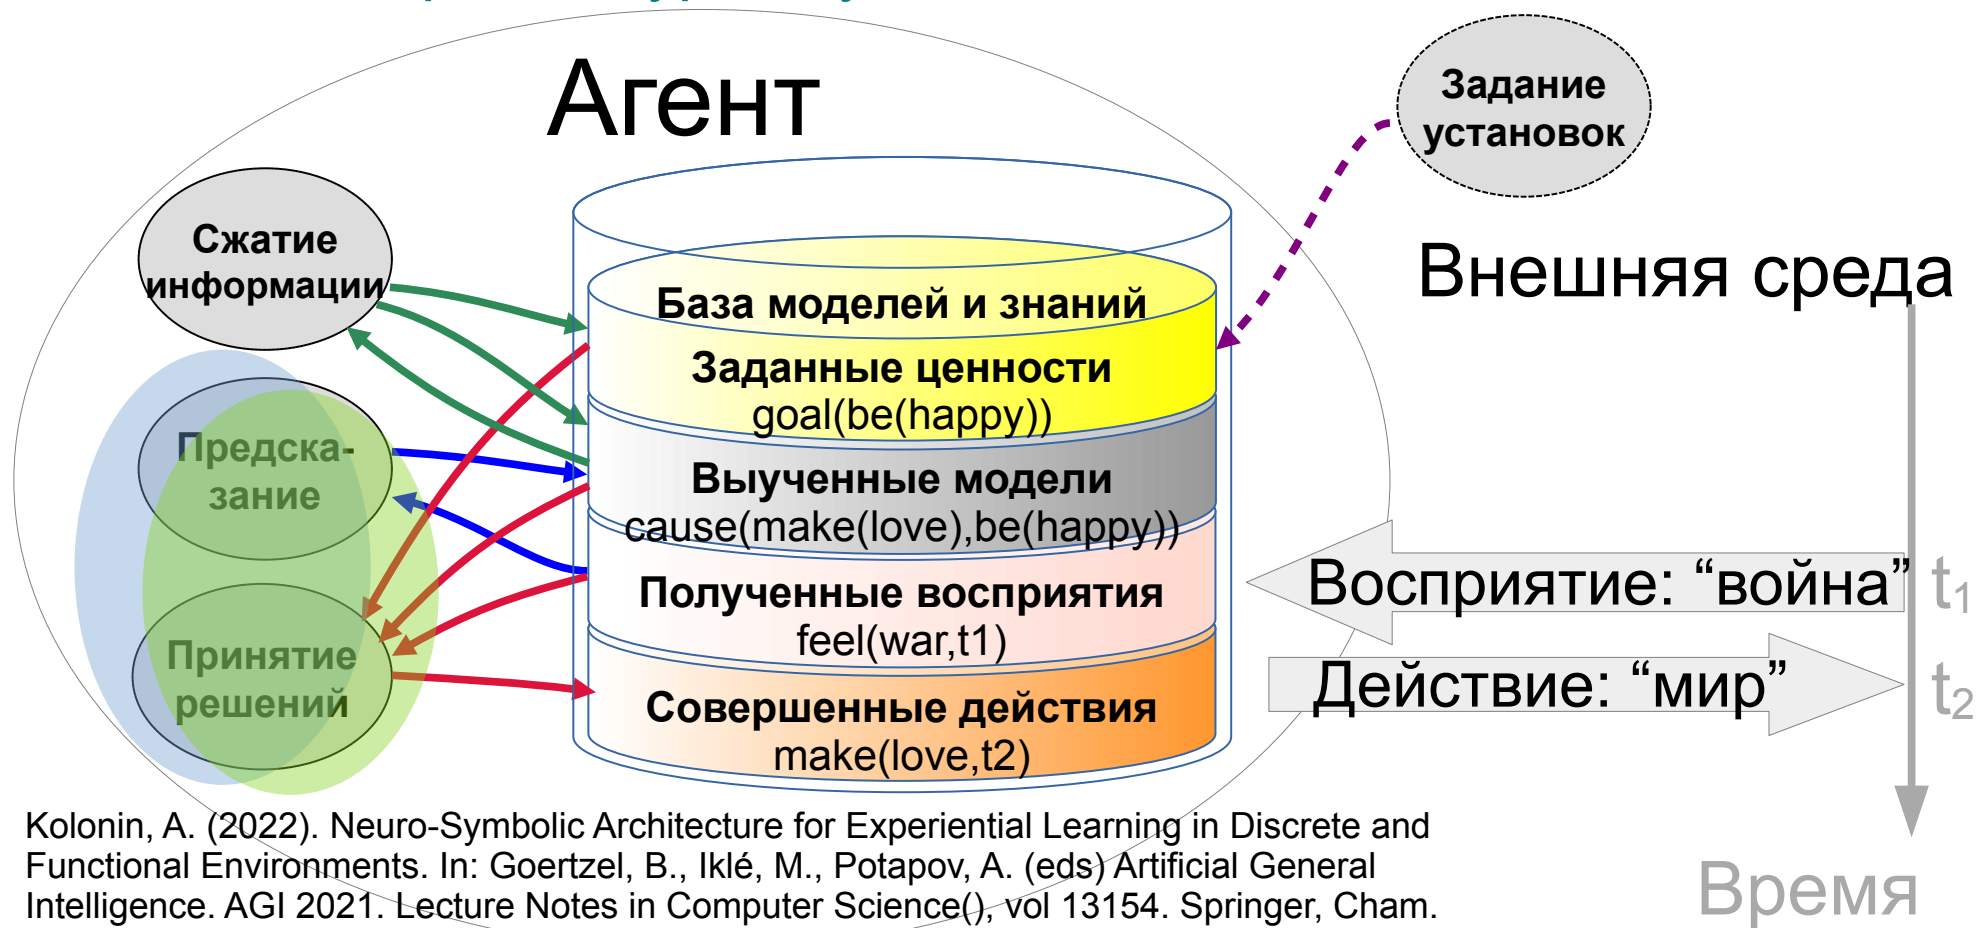 Агент
Задание
установок
Сжатие
информации
Внешняя среда
База моделей и знаний
Заданные ценности
goal(be(happy))
Предска-
зание
Выученные модели
cause(make(love),be(happy))
Полученные восприятия
feel(war,t1)
Восприятие: “война”
t1
Принятие
решений
Совершенные действия
make(love,t2)
Действие: “мир”
t2
Время
Kolonin, A. (2022). Neuro-Symbolic Architecture for Experiential Learning in Discrete and
Functional Environments. In: Goertzel, B., Iklé, M., Potapov, A. (eds) Artificial General
Intelligence. AGI 2021. Lecture Notes in Computer Science(), vol 13154. Springer, Cham.